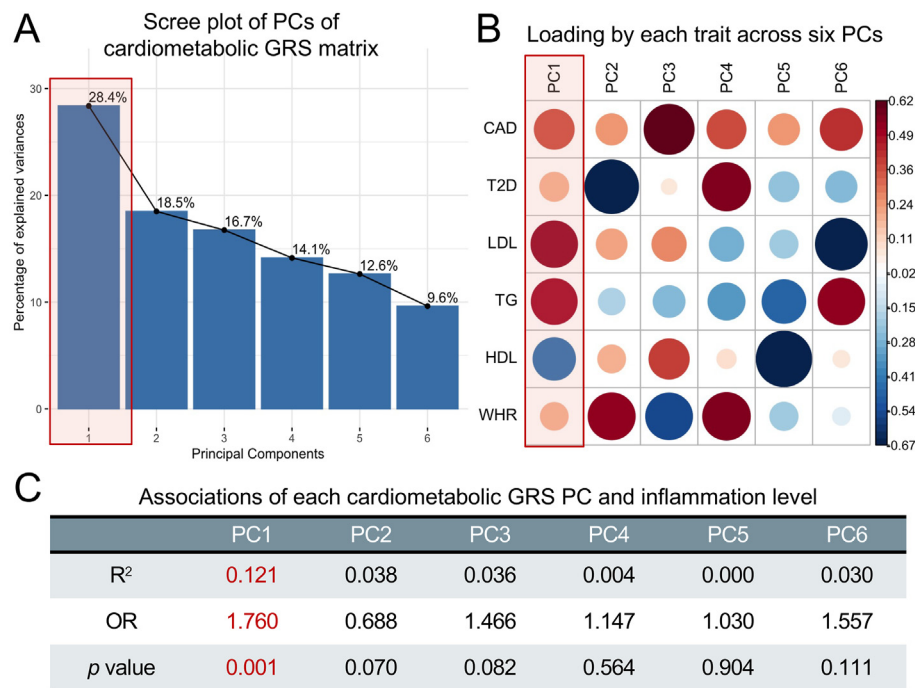 A
Scree plot of PCs of
cardiometabolic GRS matrix
Percentage of explained variances
30
20
10
0
28.4%
18.5%
16.7%
14.1%
12.6%
9.6%
1 2 3 4 5 6
Principal Components
B
Loading by each trait across six PCs
PC1 PC2 PC3 PC4 PC5 PC6
CAD
T2D
LDL
TG
HDL
WHR
0.62
0.49
0.36
0.24
0.11
-0.02
-0.15
-0.28
-0.41
-0.54
-0.67
C
Associations of each cardiometabolic GRS PC and inflammation level
PC1 PC2 PC3 PC4 PC5 PC6
R² 0.121 0.038 0.036 0.004 0.000 0.030
OR 1.760 0.688 1.466 1.147 1.030 1.557
p value 0.001 0.070 0.082 0.564 0.904 0.111